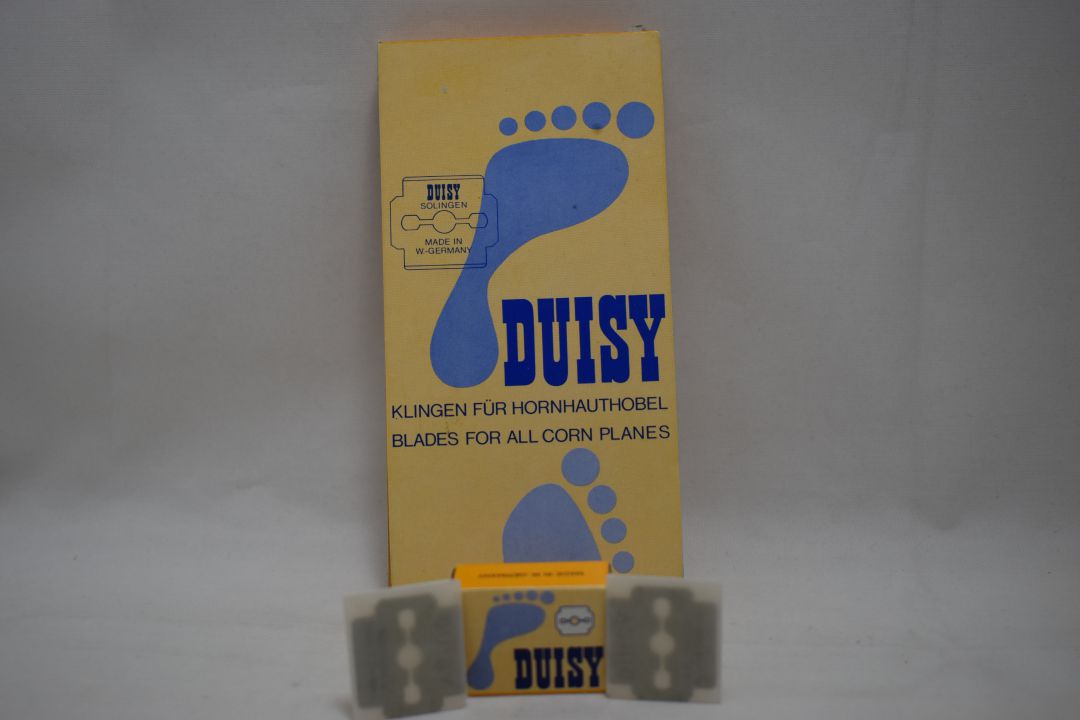 DUISY
SOLINGEN
MADE IN
W.-GERMANY
DUISY
KLINGEN FÜR HORNHAUTHOBEL
BLADES FOR ALL CORN PLANES
DUISY